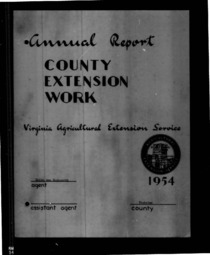 Annual Report
COUNTY
EXTENSION
WORK
Virginia Agricultural Extension Service
1954
agent
assistant agent
county